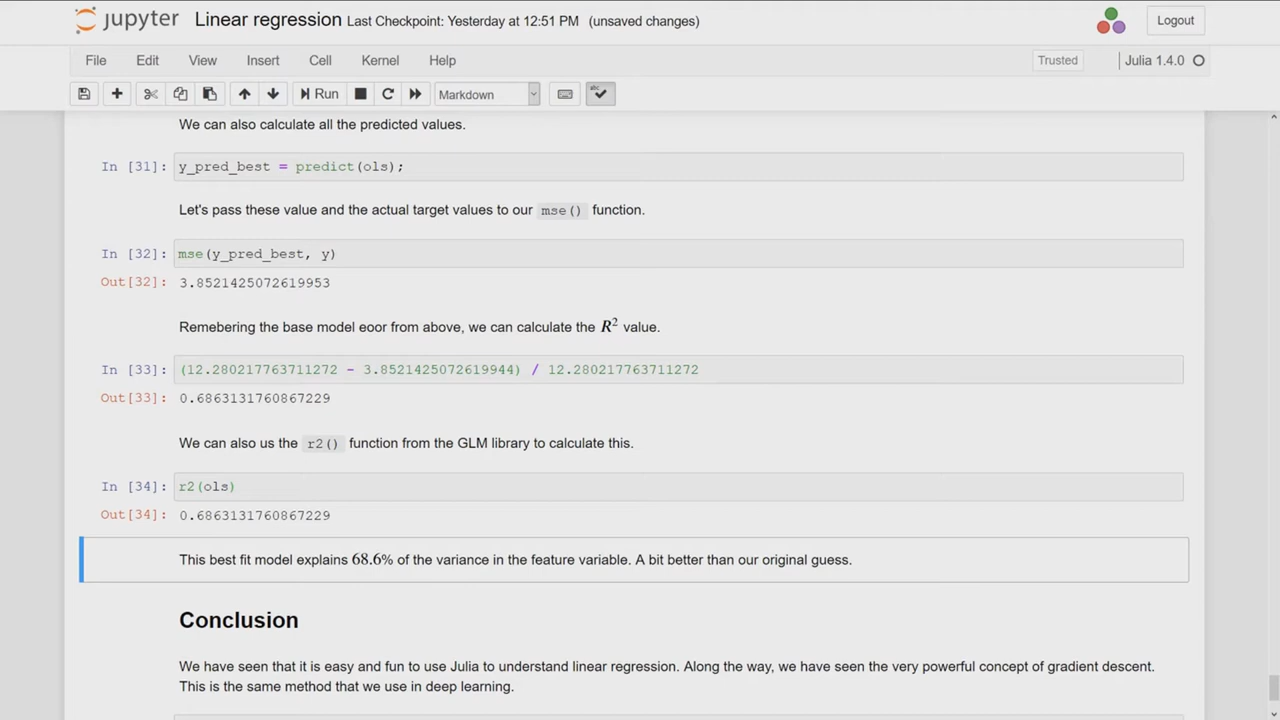 jupyter Linear regression Last Checkpoint: Yesterday at 12:51 PM (unsaved changes) Logout
File Edit View Insert Cell Kernel Help Trusted Julia 1.4.0
Run Markdown
We can also calculate all the predicted values.
In [31]: y_pred_best = predict(ols);
Let's pass these value and the actual target values to our mse() function.
In [32]: mse(y_pred_best, y)
Out[32]: 3.8521425072619953
Remebering the base model eoor from above, we can calculate the R² value.
In [33]: (12.280217763711272 - 3.8521425072619944) / 12.280217763711272
Out[33]: 0.6863131760867229
We can also us the r2() function from the GLM library to calculate this.
In [34]: r2(ols)
Out[34]: 0.6863131760867229
This best fit model explains 68.6% of the variance in the feature variable. A bit better than our original guess.
Conclusion
We have seen that it is easy and fun to use Julia to understand linear regression. Along the way, we have seen the very powerful concept of gradient descent.
This is the same method that we use in deep learning.